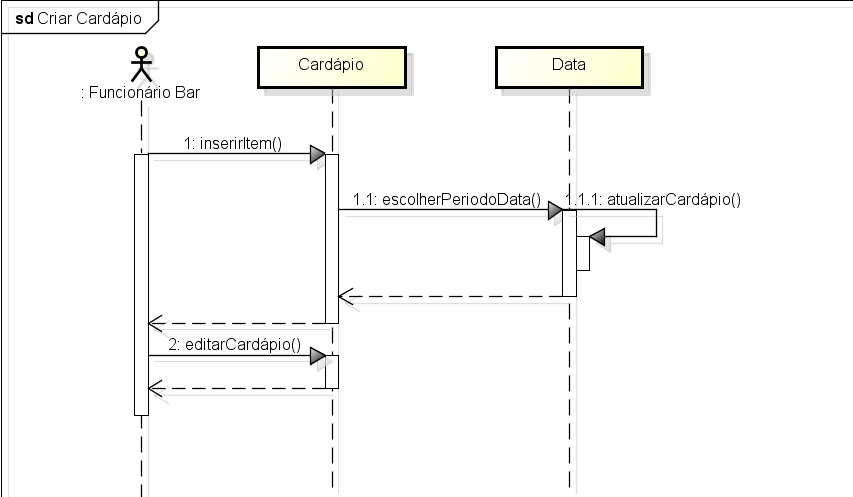 sd Criar Cardápio
: Funcionário Bar
Cardápio
Data
1: inserirItem()
1.1: escolherPeriodoData()
1.1.1: atualizarCardápio()
2: editarCardápio()